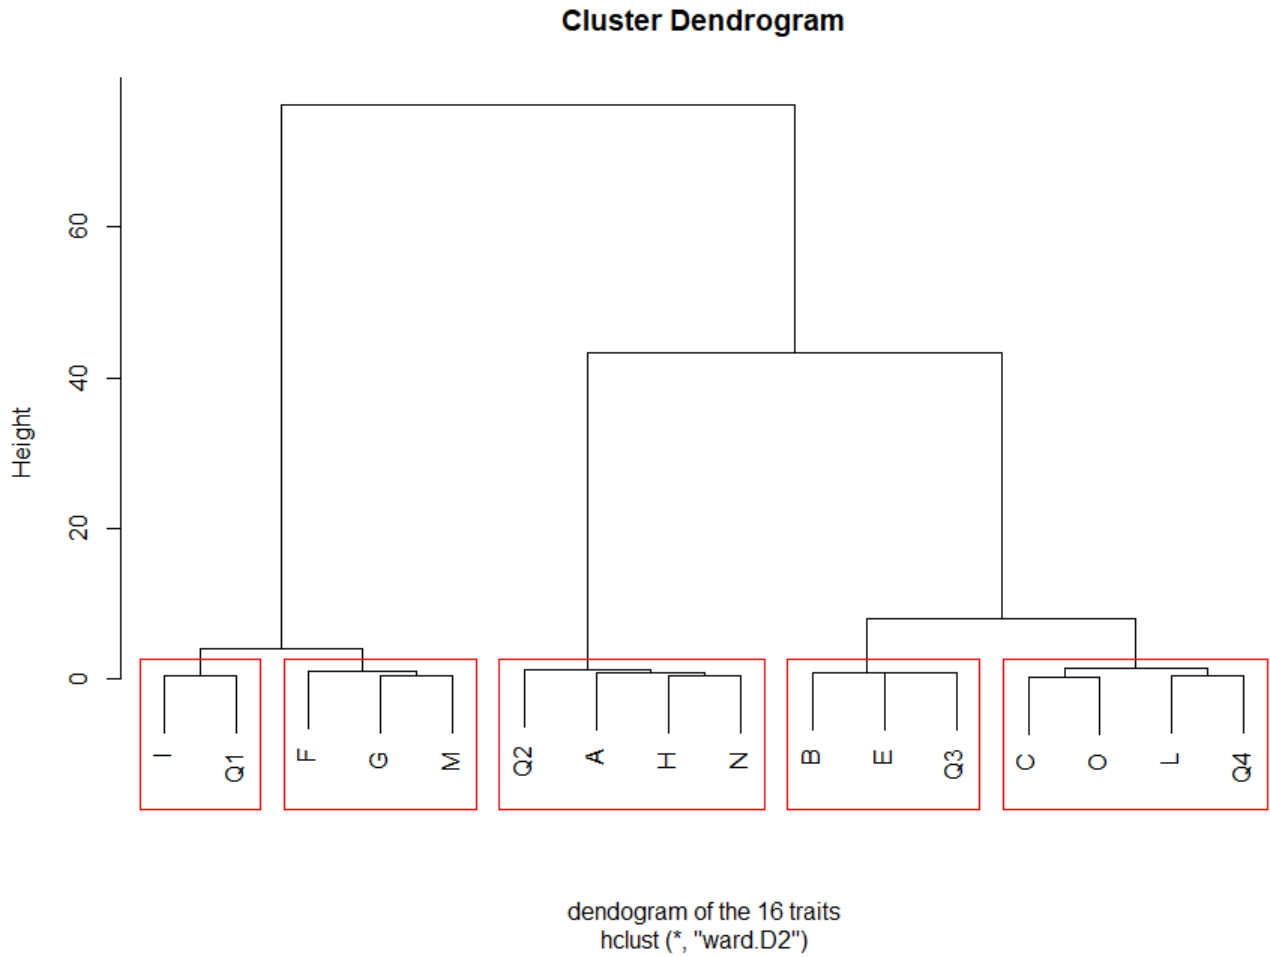 Cluster Dendrogram
Height
60
40
20
0
I Q1 F G M Q2 A H N B E Q3 C O L Q4
dendogram of the 16 traits
hclust (*, "ward.D2")